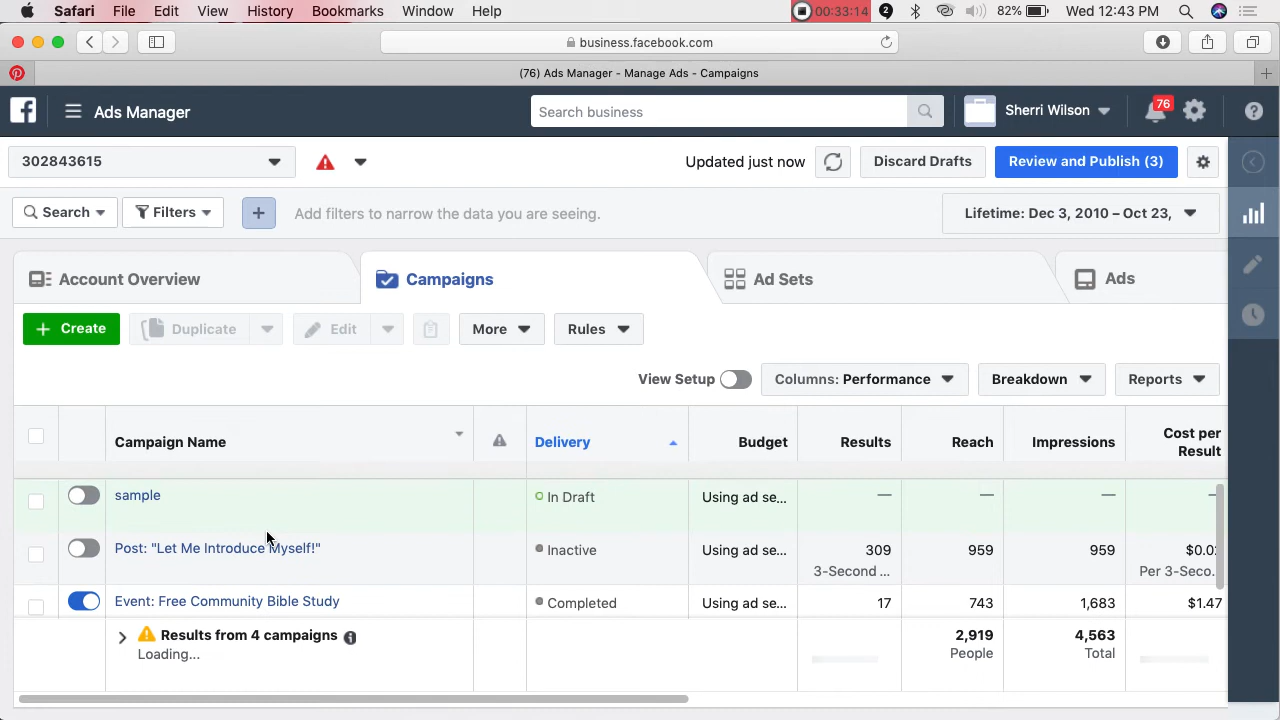 Safari File Edit View History Bookmarks Window Help 00:33:14 2 82% Wed 12:43 PM
business.facebook.com
(76) Ads Manager - Manage Ads - Campaigns
Ads Manager Search business Sherri Wilson 76
302843615 Updated just now Discard Drafts Review and Publish (3)
Search Filters + Add filters to narrow the data you are seeing. Lifetime: Dec 3, 2010 – Oct 23,
Account Overview Campaigns Ad Sets Ads
+ Create Duplicate Edit More Rules
View Setup Columns: Performance Breakdown Reports
Campaign Name Delivery Budget Results Reach Impressions Cost per
Result
sample In Draft Using ad se... — — — —
Post: "Let Me Introduce Myself!" Inactive Using ad se... 309 959 959
3-Second ... Per 3-Seco...
Event: Free Community Bible Study Completed Using ad se... 17 743 1,683 $1.47
Results from 4 campaigns 2,919 4,563
Loading... People Total